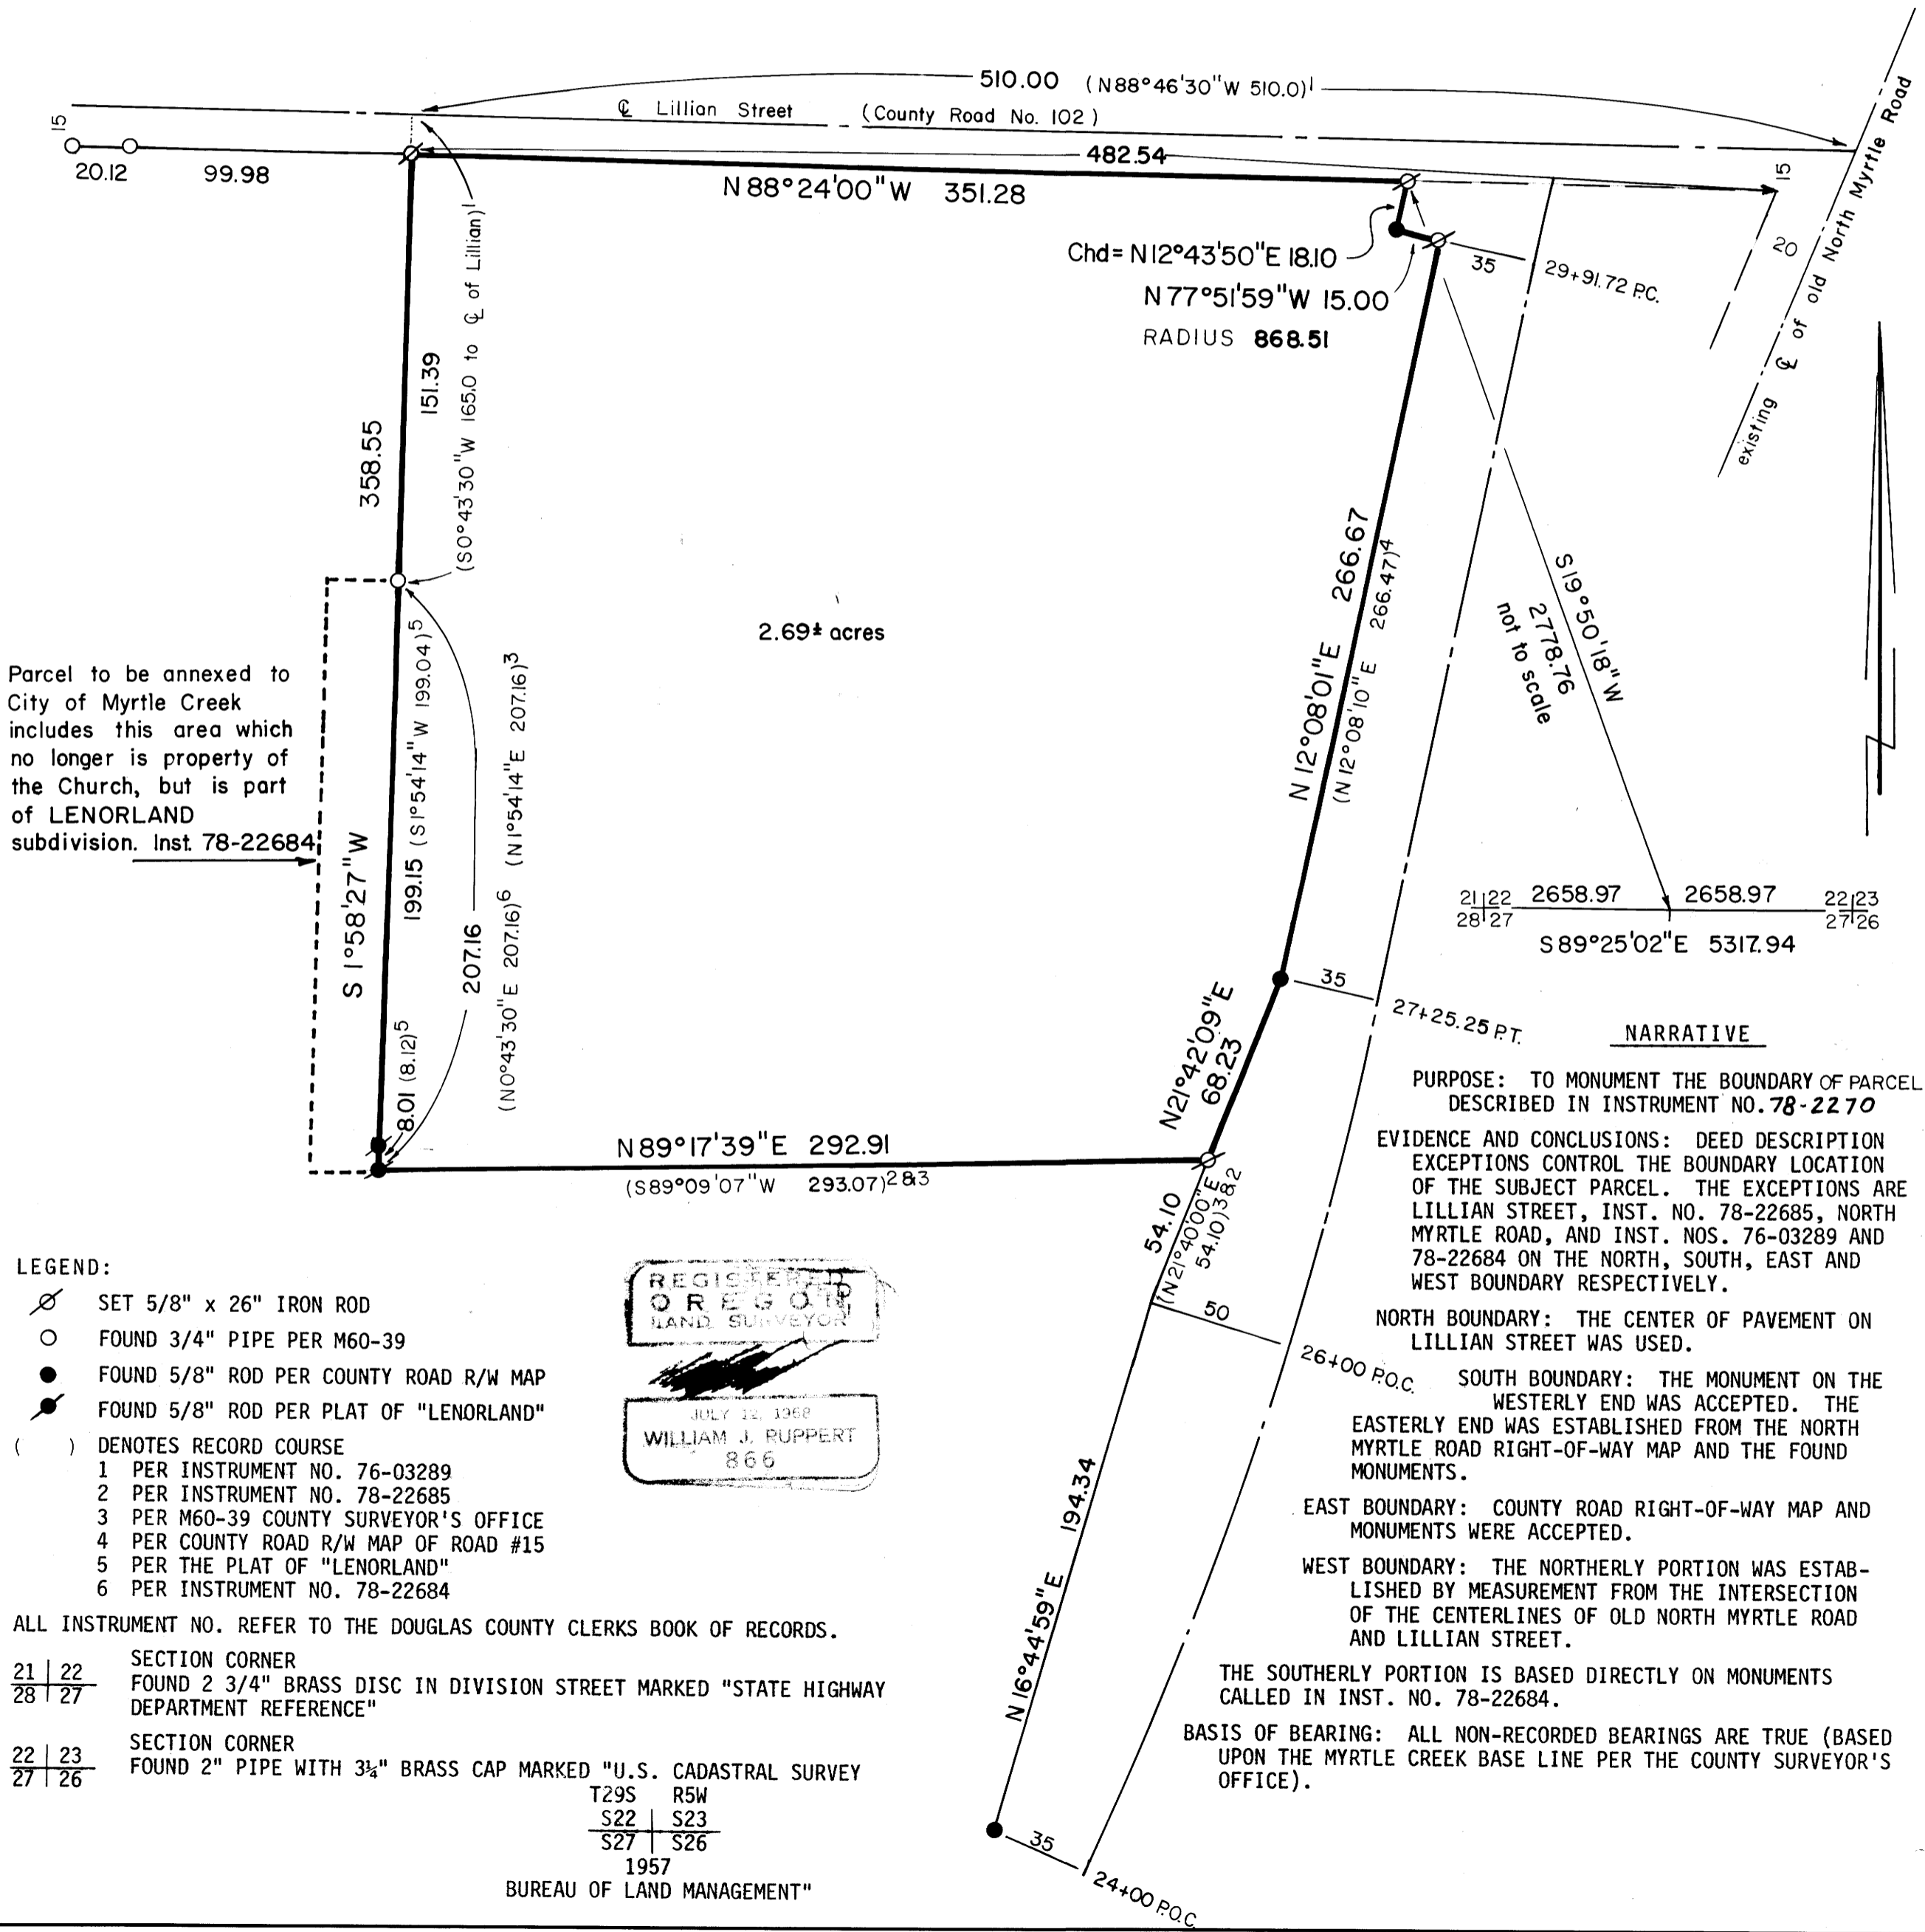 510.00 (N88°46'30"W 510.0)1
℄ Lillian Street (County Road No. 102)
15
20.12 99.98
482.54
N88°24'00"W 351.28
15
20
existing ℄ of old North Myrtle Road
Chd= N12°43'50"E 18.10
N77°51'59"W 15.00
RADIUS 868.51
35
29+91.72 P.C.
358.55
151.39
(S0°43'30"W 165.0 to ℄ of Lillian)1
2.69± acres
N12°08'01"E 266.67
(N12°08'10"E 266.47)4
S19°50'18"W
2778.76
not to scale
Parcel to be annexed to
City of Myrtle Creek
includes this area which
no longer is property of
the Church, but is part
of LENORLAND
subdivision. Inst. 78-22684
S 1°58'27"W
199.15 (S1°54'14"W 199.04)5
8.01 (8.12)5
207.16
(N0°43'30"E 207.16)6 (N1°54'14"E 207.16)3
21 22 2658.97 2658.97 22 23
28 27 27 26
S89°25'02"E 5317.94
35
27+25.25 P.T.
N21°42'09"E
68.23
N89°17'39"E 292.91
(S89°09'07"W 293.07)2&3
54.10
(N21°40'00"E
54.10)3&2
50
26+00 P.O.C.
N16°44'59"E 194.34
35
24+00 P.O.C.
NARRATIVE
PURPOSE: TO MONUMENT THE BOUNDARY OF PARCEL
DESCRIBED IN INSTRUMENT NO. 78-2270
EVIDENCE AND CONCLUSIONS: DEED DESCRIPTION
EXCEPTIONS CONTROL THE BOUNDARY LOCATION
OF THE SUBJECT PARCEL. THE EXCEPTIONS ARE
LILLIAN STREET, INST. NO. 78-22685, NORTH
MYRTLE ROAD, AND INST. NOS. 76-03289 AND
78-22684 ON THE NORTH, SOUTH, EAST AND
WEST BOUNDARY RESPECTIVELY.
NORTH BOUNDARY: THE CENTER OF PAVEMENT ON
LILLIAN STREET WAS USED.
SOUTH BOUNDARY: THE MONUMENT ON THE
WESTERLY END WAS ACCEPTED. THE
EASTERLY END WAS ESTABLISHED FROM THE NORTH
MYRTLE ROAD RIGHT-OF-WAY MAP AND THE FOUND
MONUMENTS.
EAST BOUNDARY: COUNTY ROAD RIGHT-OF-WAY MAP AND
MONUMENTS WERE ACCEPTED.
WEST BOUNDARY: THE NORTHERLY PORTION WAS ESTAB-
LISHED BY MEASUREMENT FROM THE INTERSECTION
OF THE CENTERLINES OF OLD NORTH MYRTLE ROAD
AND LILLIAN STREET.
THE SOUTHERLY PORTION IS BASED DIRECTLY ON MONUMENTS
CALLED IN INST. NO. 78-22684.
BASIS OF BEARING: ALL NON-RECORDED BEARINGS ARE TRUE (BASED
UPON THE MYRTLE CREEK BASE LINE PER THE COUNTY SURVEYOR'S
OFFICE).
LEGEND:
SET 5/8" x 26" IRON ROD
FOUND 3/4" PIPE PER M60-39
FOUND 5/8" ROD PER COUNTY ROAD R/W MAP
FOUND 5/8" ROD PER PLAT OF "LENORLAND"
( ) DENOTES RECORD COURSE
1 PER INSTRUMENT NO. 76-03289
2 PER INSTRUMENT NO. 78-22685
3 PER M60-39 COUNTY SURVEYOR'S OFFICE
4 PER COUNTY ROAD R/W MAP OF ROAD #15
5 PER THE PLAT OF "LENORLAND"
6 PER INSTRUMENT NO. 78-22684
ALL INSTRUMENT NO. REFER TO THE DOUGLAS COUNTY CLERKS BOOK OF RECORDS.
21 22
28 27
SECTION CORNER
FOUND 2 3/4" BRASS DISC IN DIVISION STREET MARKED "STATE HIGHWAY
DEPARTMENT REFERENCE"
22 23
27 26
SECTION CORNER
FOUND 2" PIPE WITH 3¼" BRASS CAP MARKED "U.S. CADASTRAL SURVEY
T29S R5W
S22 S23
S27 S26
1957
BUREAU OF LAND MANAGEMENT"
REGISTERED
OREGON
LAND SURVEYOR
JULY 12, 1968
WILLIAM J. RUPPERT
866